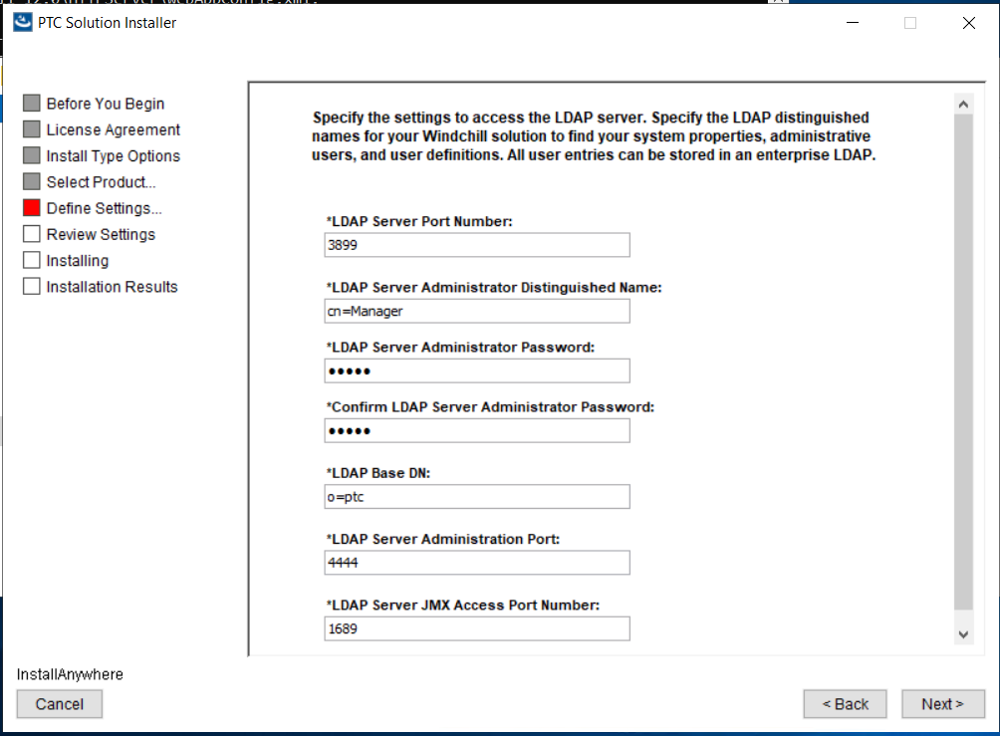 PTC Solution Installer
Before You Begin
License Agreement
Install Type Options
Select Product...
Define Settings...
Review Settings
Installing
Installation Results
Specify the settings to access the LDAP server. Specify the LDAP distinguished
names for your Windchill solution to find your system properties, administrative
users, and user definitions. All user entries can be stored in an enterprise LDAP.
*LDAP Server Port Number:
3899
*LDAP Server Administrator Distinguished Name:
cn=Manager
*LDAP Server Administrator Password:
●●●●●
*Confirm LDAP Server Administrator Password:
●●●●●
*LDAP Base DN:
o=ptc
*LDAP Server Administration Port:
4444
*LDAP Server JMX Access Port Number:
1689
InstallAnywhere
Cancel
< Back
Next >